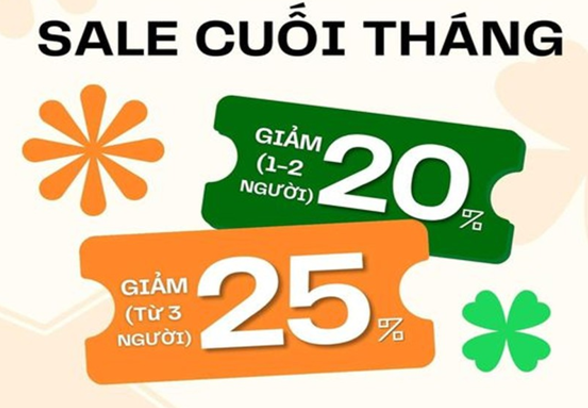 SALE CUỐI THÁNG
GIẢM
(1-2
NGƯỜI)
20%
GIẢM
(TỪ 3
NGƯỜI)
25%